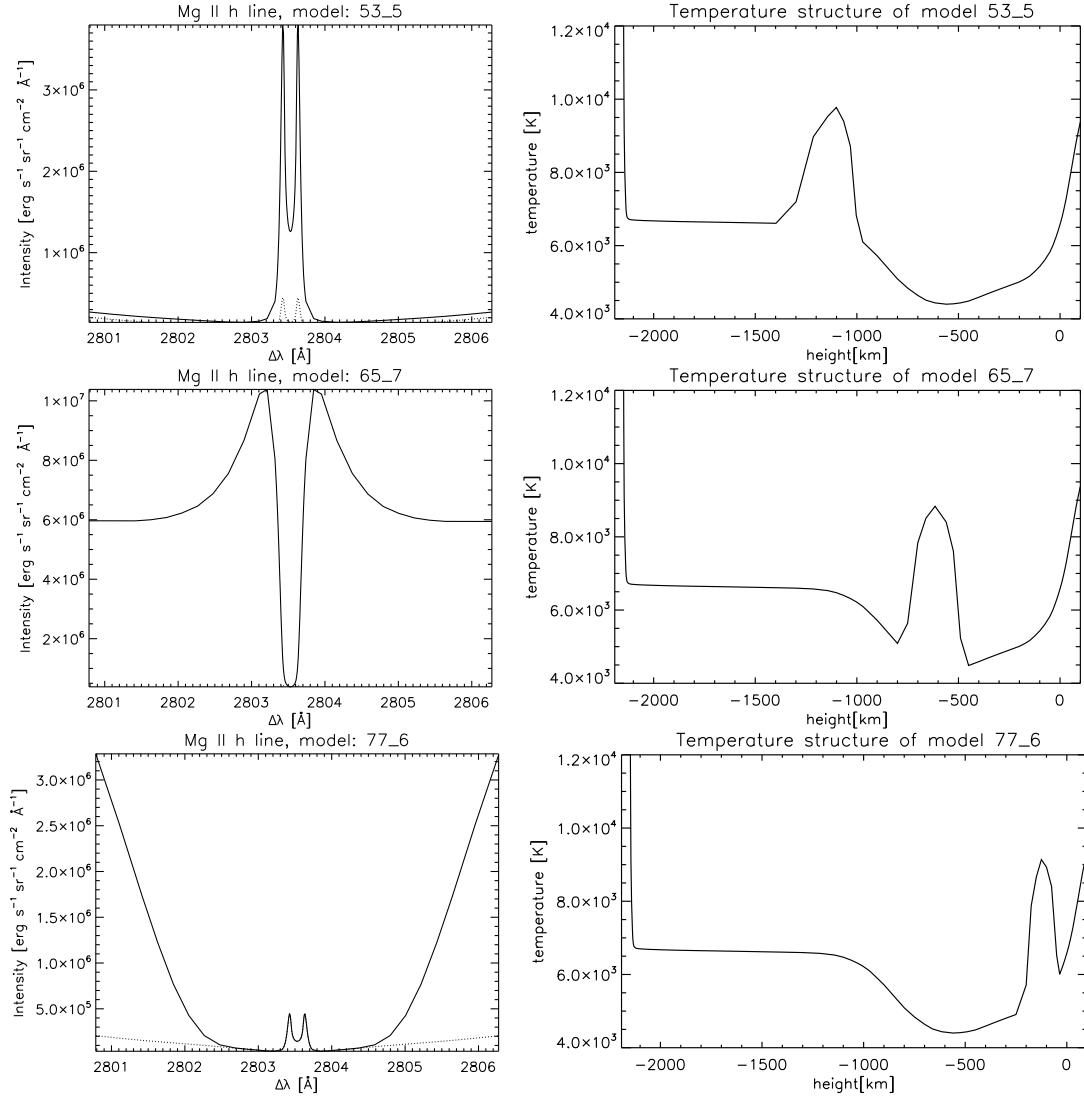 Mg II h line, model: 53_5
Intensity [erg s⁻¹ sr⁻¹ cm⁻² Å⁻¹]
3×10⁶
2×10⁶
1×10⁶
2801 2802 2803 2804 2805 2806
Δλ [Å]
Temperature structure of model 53_5
temperature [K]
1.2×10⁴
1.0×10⁴
8.0×10³
6.0×10³
4.0×10³
−2000 −1500 −1000 −500 0
height[km]
Mg II h line, model: 65_7
Intensity [erg s⁻¹ sr⁻¹ cm⁻² Å⁻¹]
1×10⁷
8×10⁶
6×10⁶
4×10⁶
2×10⁶
2801 2802 2803 2804 2805 2806
Δλ [Å]
Temperature structure of model 65_7
temperature [K]
1.2×10⁴
1.0×10⁴
8.0×10³
6.0×10³
4.0×10³
−2000 −1500 −1000 −500 0
height[km]
Mg II h line, model: 77_6
Intensity [erg s⁻¹ sr⁻¹ cm⁻² Å⁻¹]
3.0×10⁶
2.5×10⁶
2.0×10⁶
1.5×10⁶
1.0×10⁶
5.0×10⁵
2801 2802 2803 2804 2805 2806
Δλ [Å]
Temperature structure of model 77_6
temperature [K]
1.2×10⁴
1.0×10⁴
8.0×10³
6.0×10³
4.0×10³
−2000 −1500 −1000 −500 0
height[km]